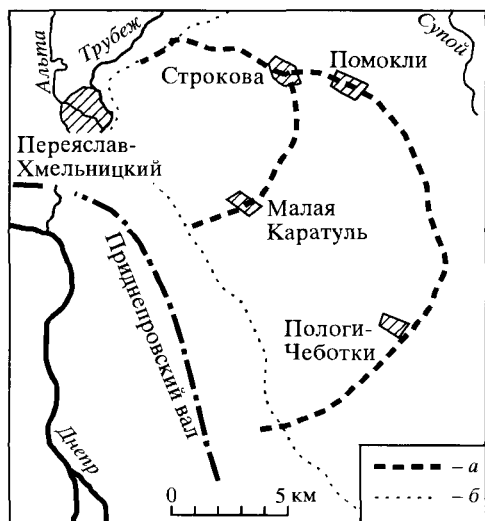 Альта
Трубеж
Супой
Строкова
Помокли
Переяслав-
Хмельницкий
Малая
Каратуль
Приднепровский вал
Пологи-
Чеботки
Днепр
0 5 км
– а
– б